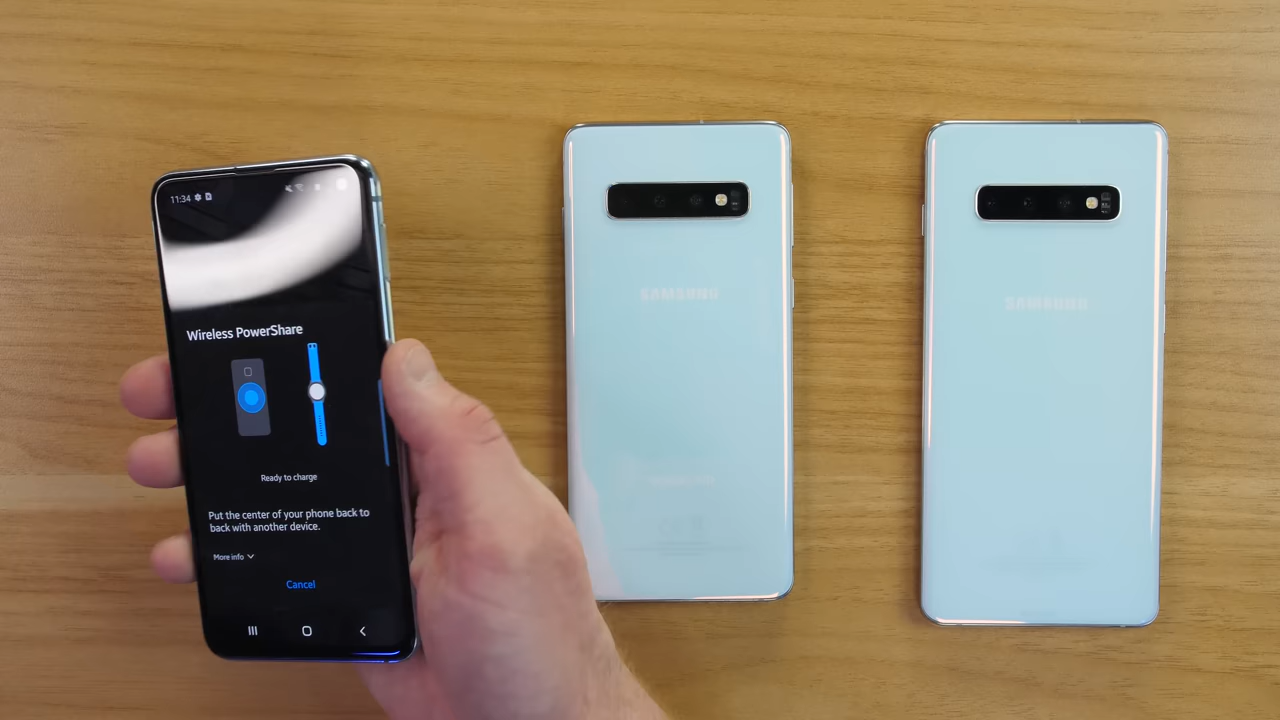 11:34
Wireless PowerShare
Ready to charge
Put the center of your phone back to
back with another device.
More info
Cancel
SAMSUNG
SAMSUNG